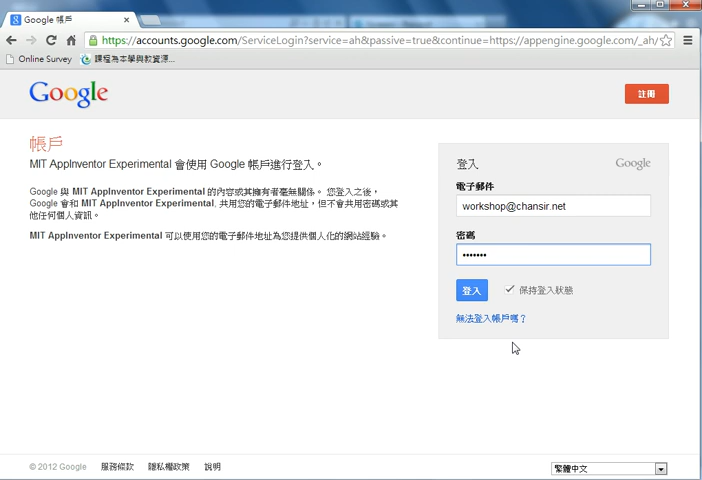 Google 帳戶
https://accounts.google.com/ServiceLogin?service=ah&passive=true&continue=https://appengine.google.com/_ah/
Online Survey
課程為本學與教資源...
Google
註冊
帳戶
MIT AppInventor Experimental 會使用 Google 帳戶進行登入。
Google 與 MIT AppInventor Experimental 的內容或其擁有者毫無關係。 您登入之後,
Google 會和 MIT AppInventor Experimental. 共用您的電子郵件地址，但不會共用密碼或其
他任何個人資訊。
MIT AppInventor Experimental 可以使用您的電子郵件地址為您提供個人化的網站經驗。
登入
Google
電子郵件
workshop@chansir.net
密碼
•••••••
登入
保持登入狀態
無法登入帳戶嗎？
© 2012 Google
服務條款
隱私權政策
說明
繁體中文